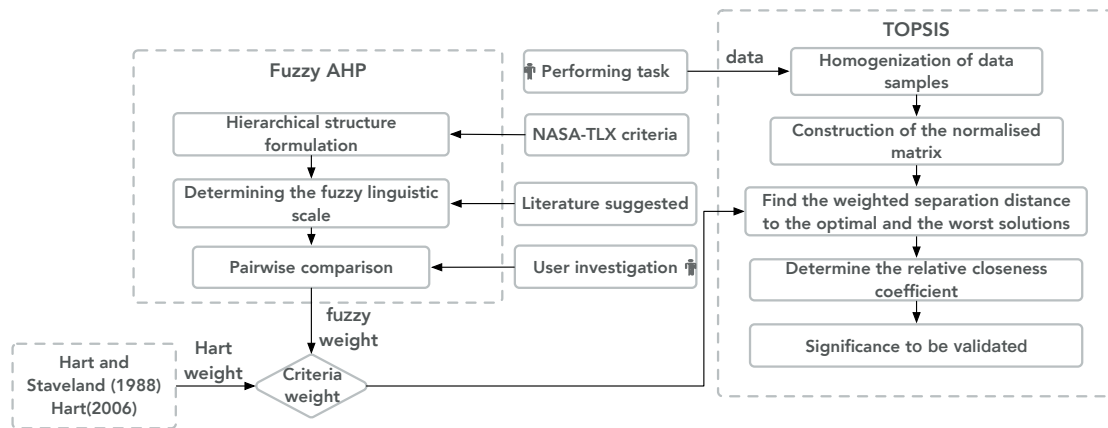 TOPSIS
Fuzzy AHP
Performing task
data
Homogenization of data
samples
Hierarchical structure
formulation
NASA-TLX criteria
Construction of the normalised
matrix
Determining the fuzzy linguistic
scale
Literature suggested
Find the weighted separation distance
to the optimal and the worst solutions
Pairwise comparison
User investigation
Determine the relative closeness
coefficient
fuzzy
weight
Significance to be validated
Hart and
Staveland (1988)
Hart(2006)
Hart
weight
Criteria
weight